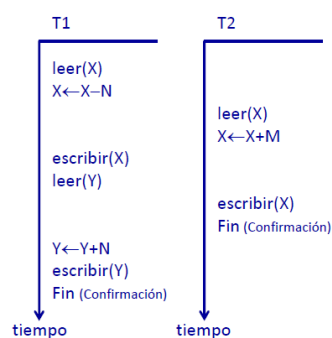 T1
leer(X)
X←X–N
escribir(X)
leer(Y)
Y←Y+N
escribir(Y)
Fin (Confirmación)
tiempo
T2
leer(X)
X←X+M
escribir(X)
Fin (Confirmación)
tiempo